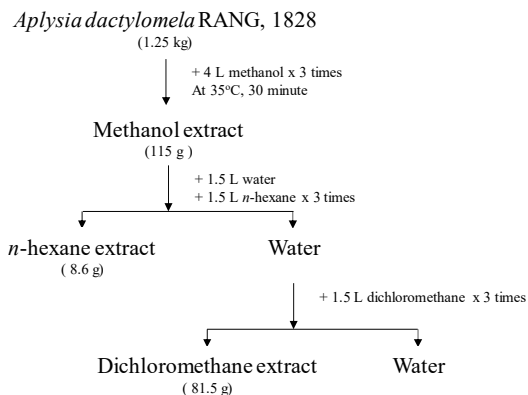 Aplysia dactylomela RANG, 1828
(1.25 kg)
+ 4 L methanol x 3 times
At 35°C, 30 minute
Methanol extract
(115 g )
+ 1.5 L water
+ 1.5 L n-hexane x 3 times
n-hexane extract
( 8.6 g)
Water
+ 1.5 L dichloromethane x 3 times
Dichloromethane extract
( 81.5 g)
Water